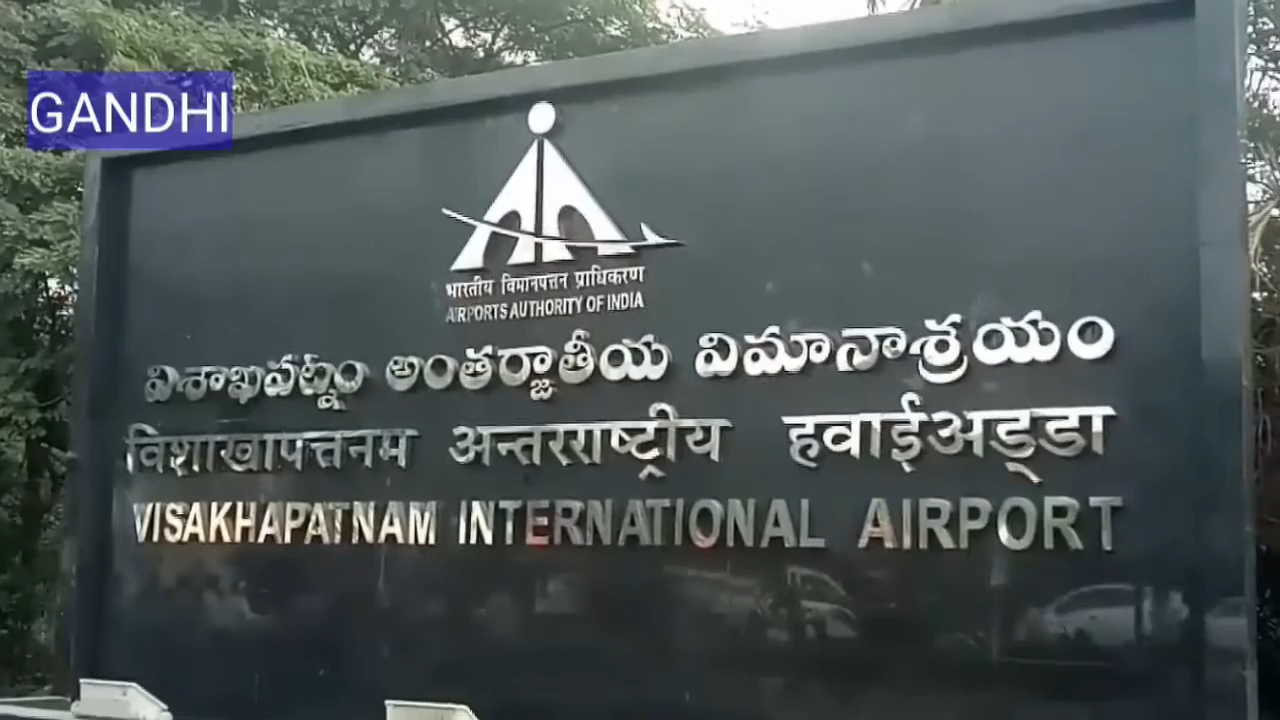 GANDHI
भारतीय विमानपत्तन प्राधिकरण
AIRPORTS AUTHORITY OF INDIA
విశాఖపట్నం అంతర్జాతీయ విమానాశ్రయం
विशाखापत्तनम अन्तरराष्ट्रीय हवाईअड्डा
VISAKHAPATNAM INTERNATIONAL AIRPORT